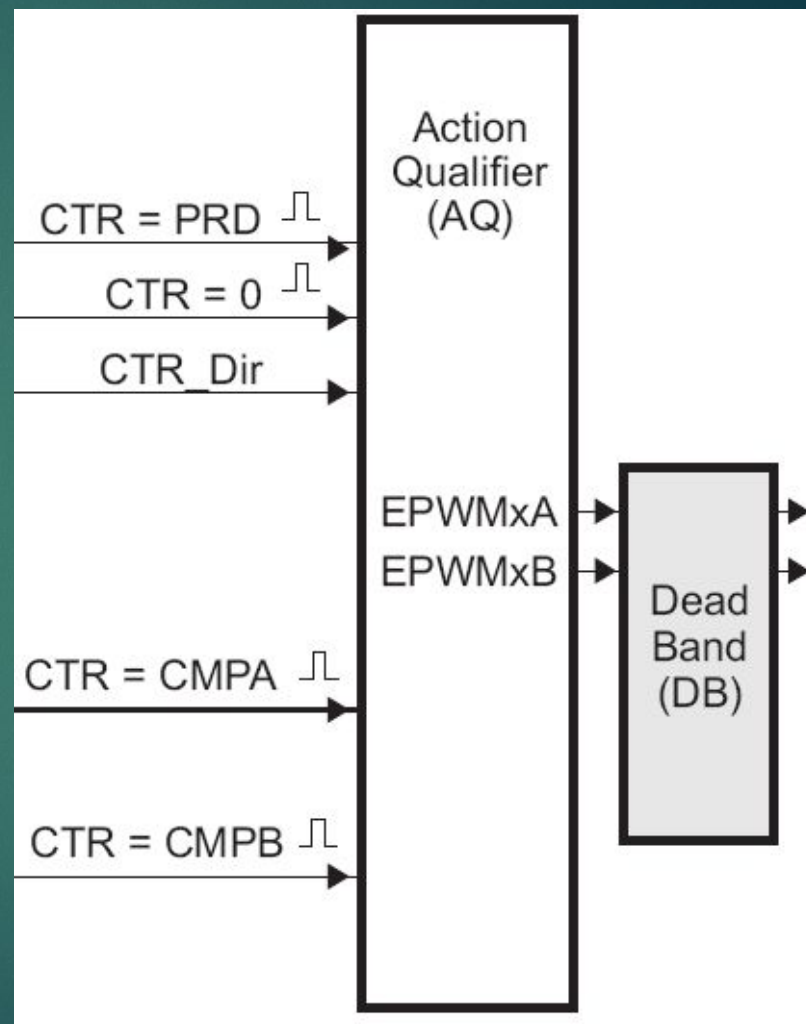 Action
Qualifier
(AQ)
CTR = PRD
CTR = 0
CTR_Dir
EPWMxA
EPWMxB
Dead
Band
(DB)
CTR = CMPA
CTR = CMPB